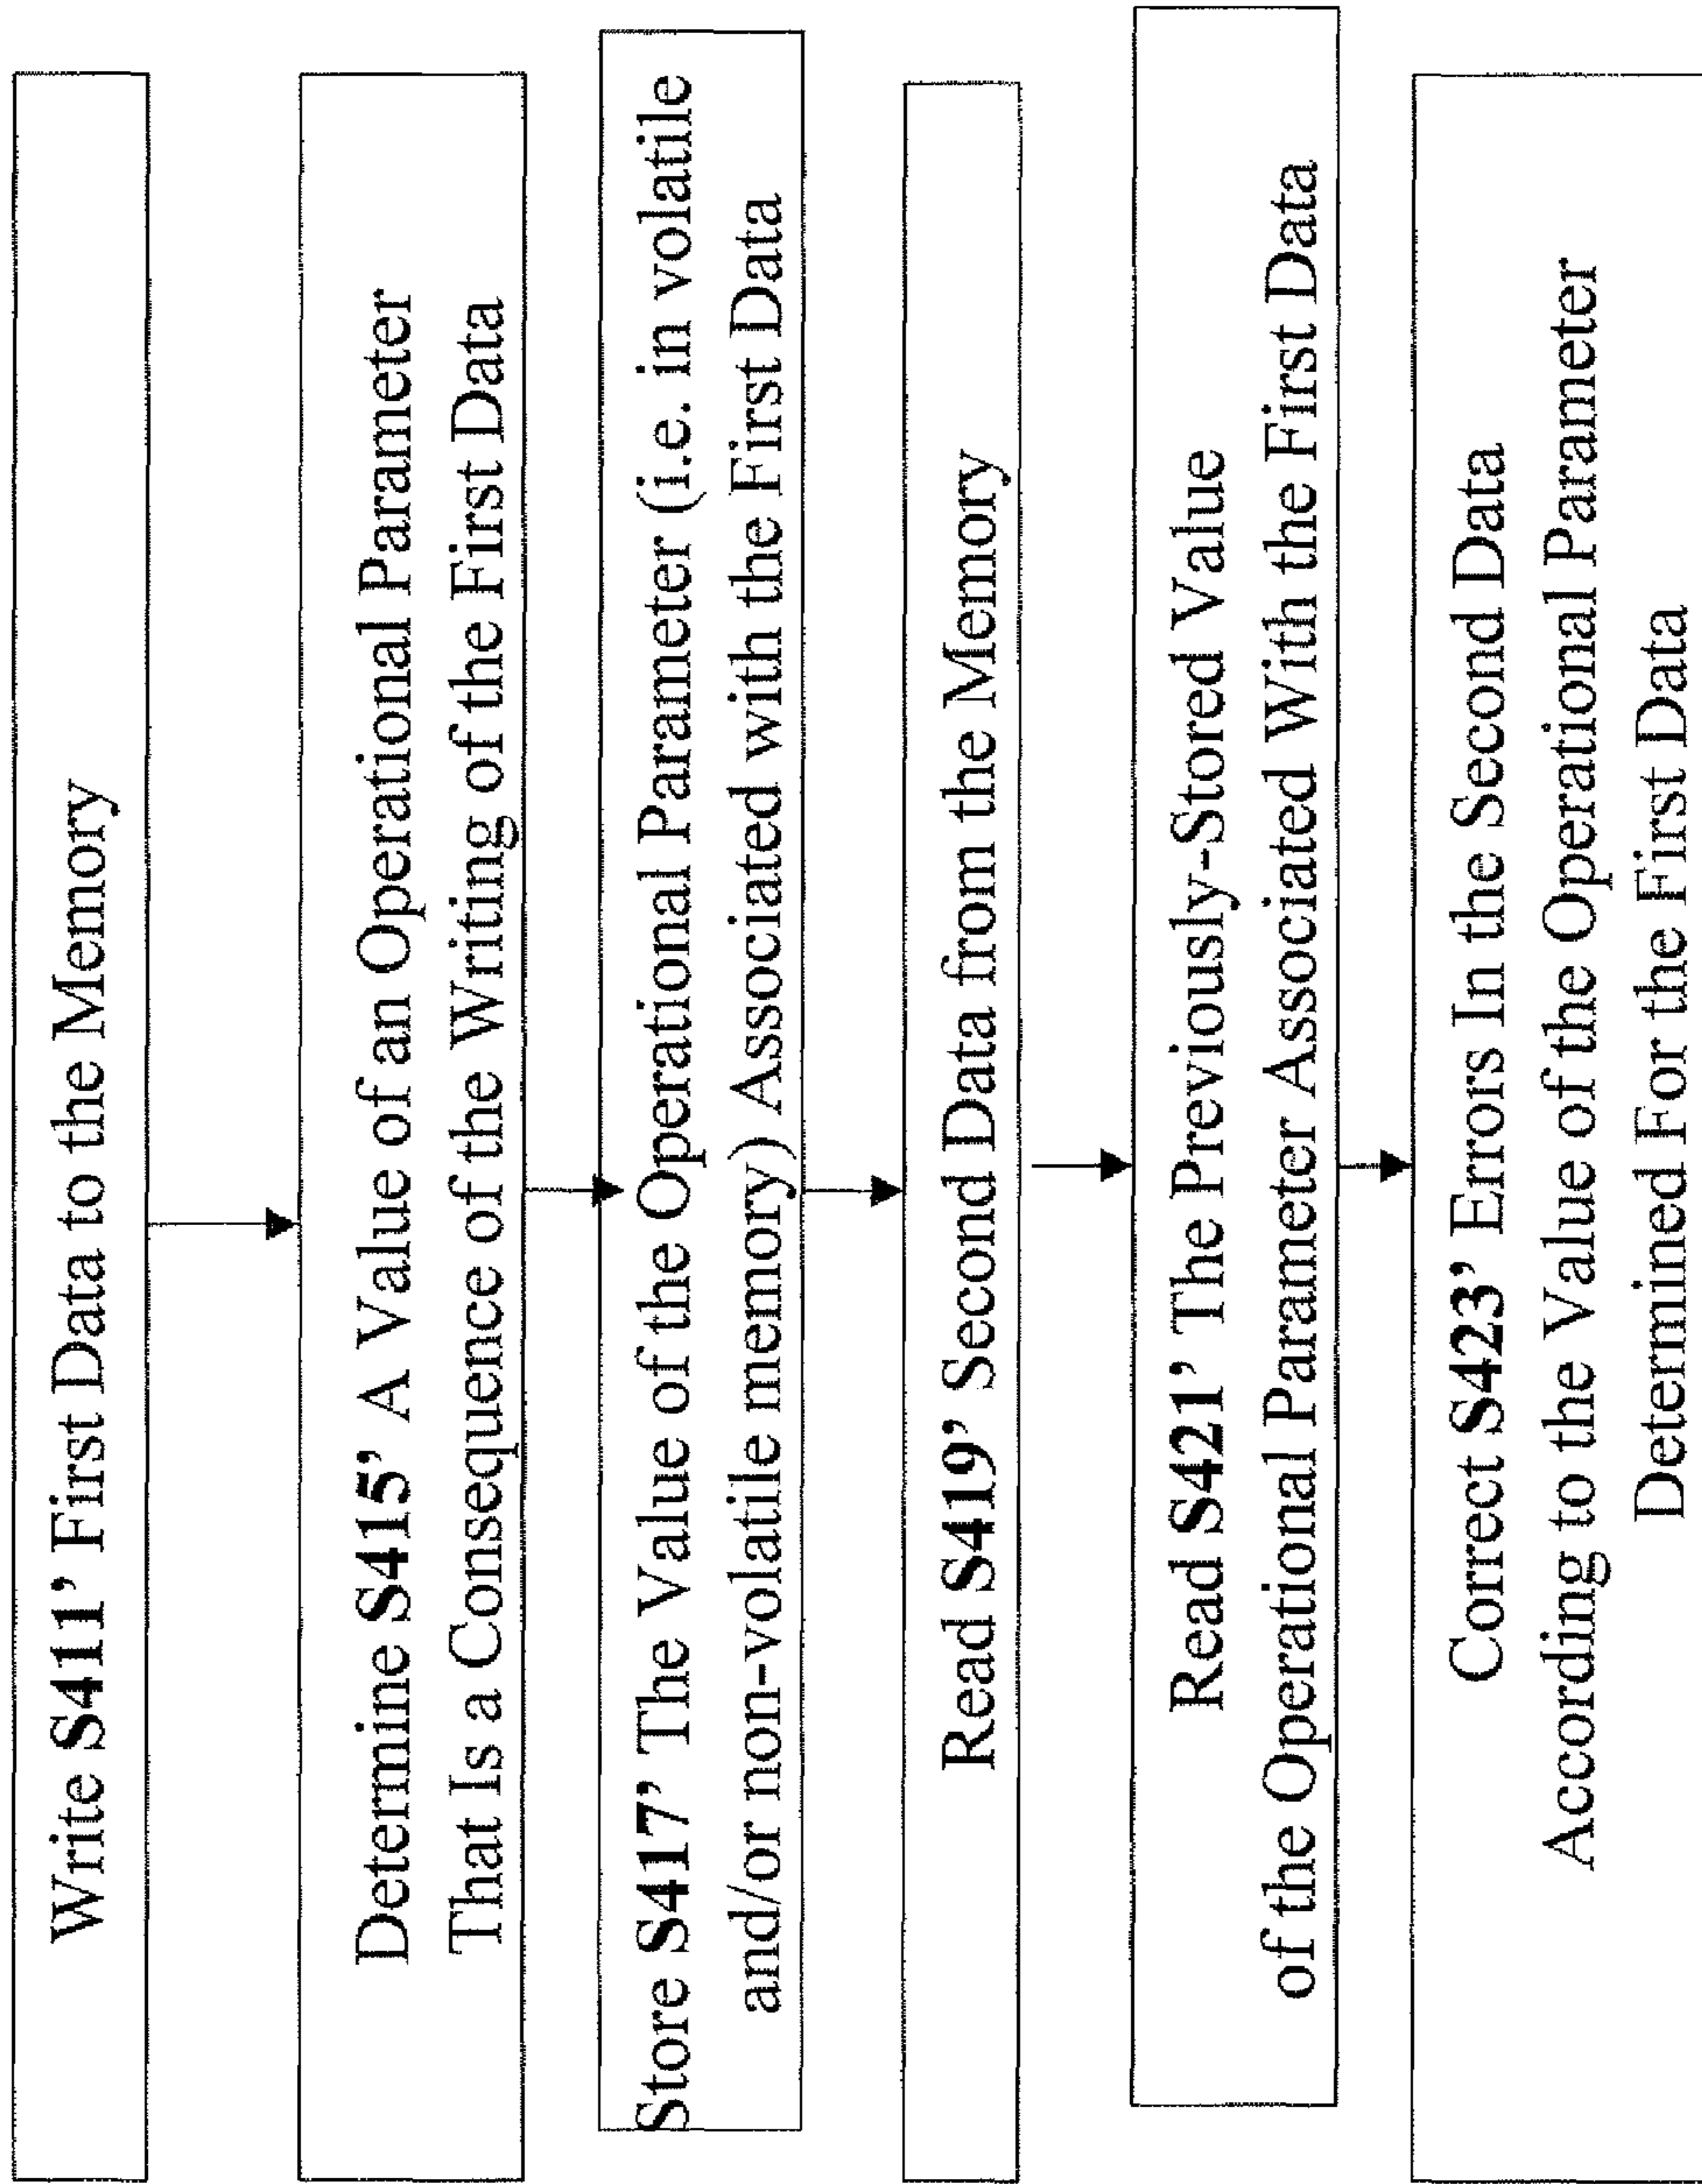 Write S411’ First Data to the Memory
Determine S415’ A Value of an Operational Parameter
That Is a Consequence of the Writing of the First Data
Store S417’ The Value of the Operational Parameter (i.e. in volatile
and/or non-volatile memory) Associated with the First Data
Read S419’ Second Data from the Memory
Read S421’ The Previously-Stored Value
of the Operational Parameter Associated With the First Data
Correct S423’ Errors In the Second Data
According to the Value of the Operational Parameter
Determined For the First Data